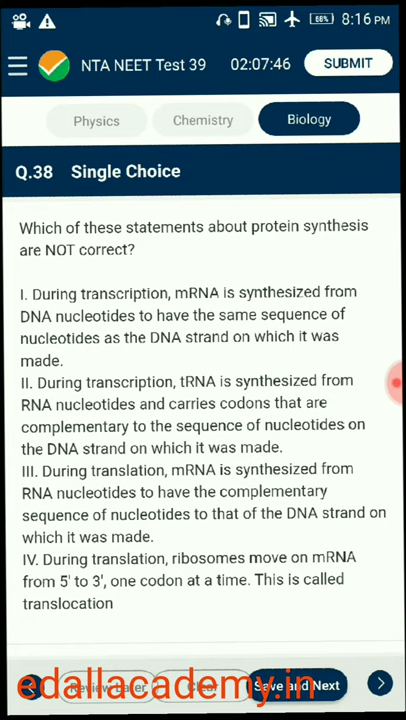 68% 8:16 PM
NTA NEET Test 39 02:07:46 SUBMIT
Physics Chemistry Biology
Q.38 Single Choice
Which of these statements about protein synthesis
are NOT correct?
I. During transcription, mRNA is synthesized from
DNA nucleotides to have the same sequence of
nucleotides as the DNA strand on which it was
made.
II. During transcription, tRNA is synthesized from
RNA nucleotides and carries codons that are
complementary to the sequence of nucleotides on
the DNA strand on which it was made.
III. During translation, mRNA is synthesized from
RNA nucleotides to have the complementary
sequence of nucleotides to that of the DNA strand on
which it was made.
IV. During translation, ribosomes move on mRNA
from 5' to 3', one codon at a time. This is called
translocation
Review Later Clear Save and Next
edallacademy.in